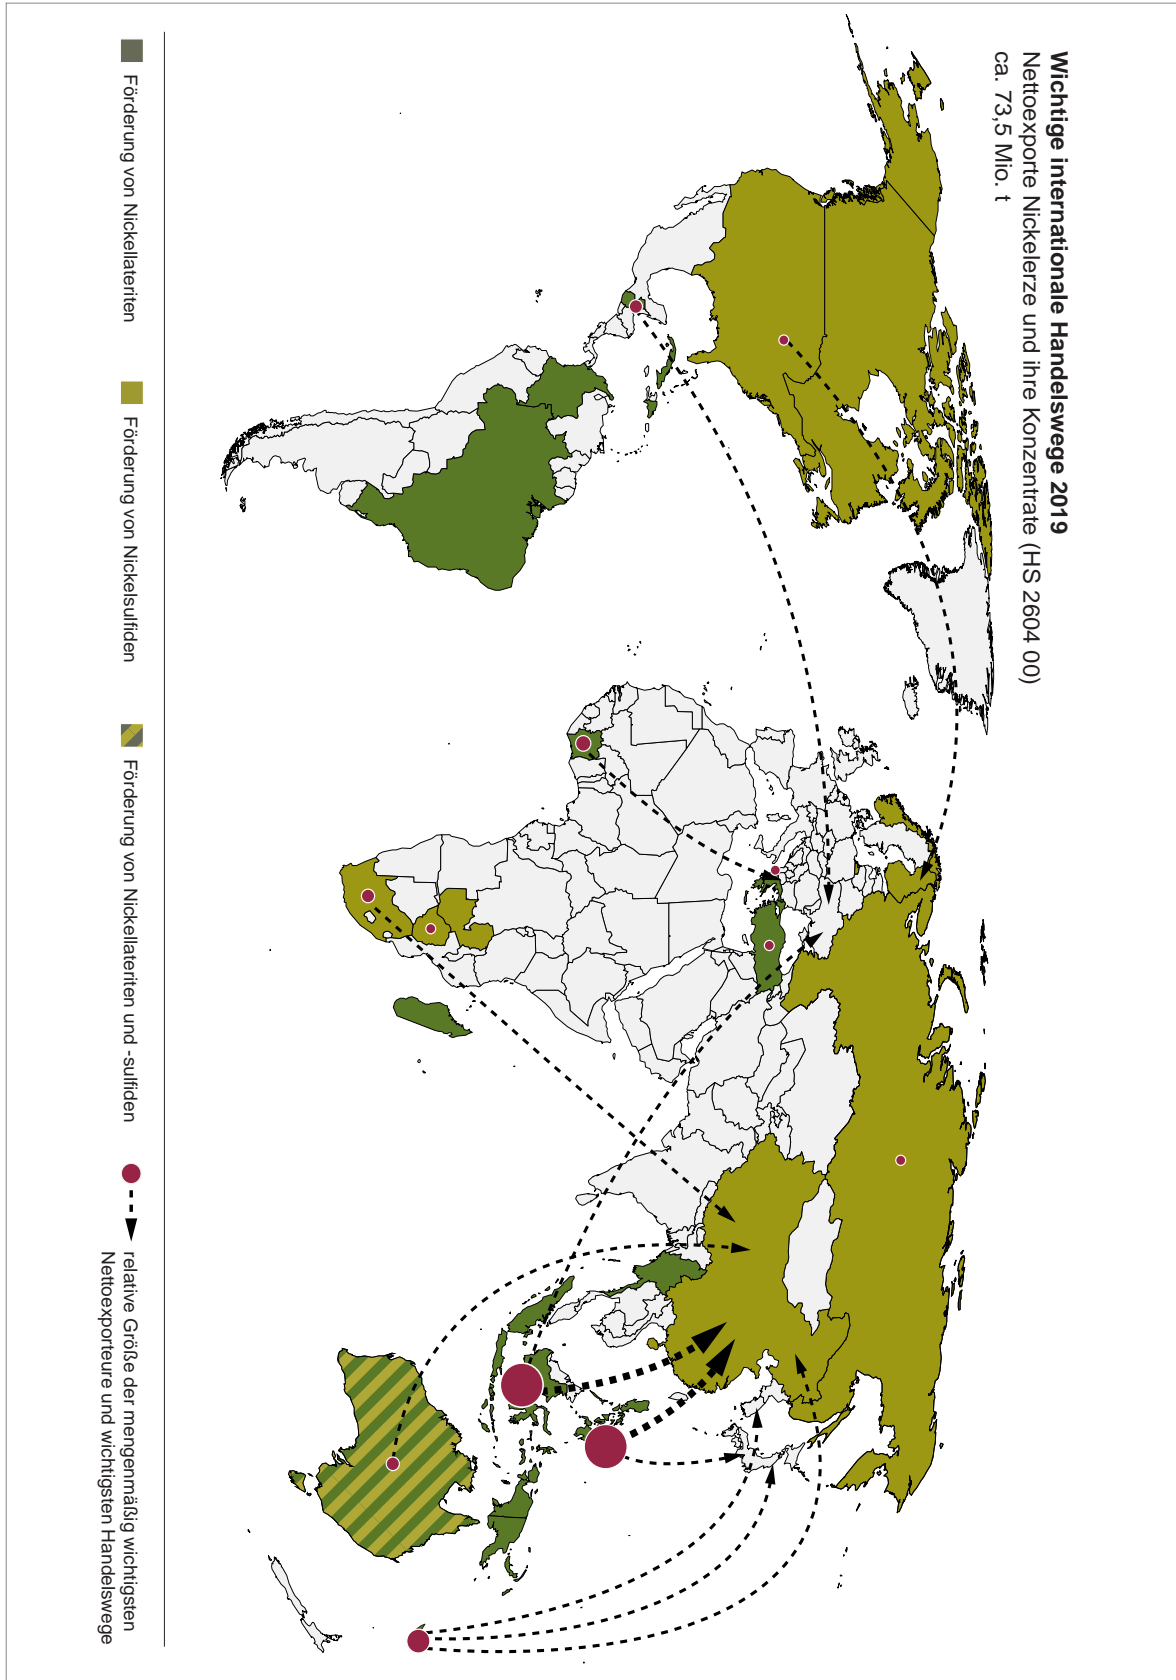 Wichtige internationale Handelswege 2019
Nettoexporte Nickelerze und ihre Konzentrate (HS 2604 00)
ca. 73,5 Mio. t
Förderung von Nickellateriten
Förderung von Nickelsulfiden
Förderung von Nickellateriten und -sulfiden
relative Größe der mengenmäßig wichtigsten
Nettoexporteure und wichtigsten Handelswege